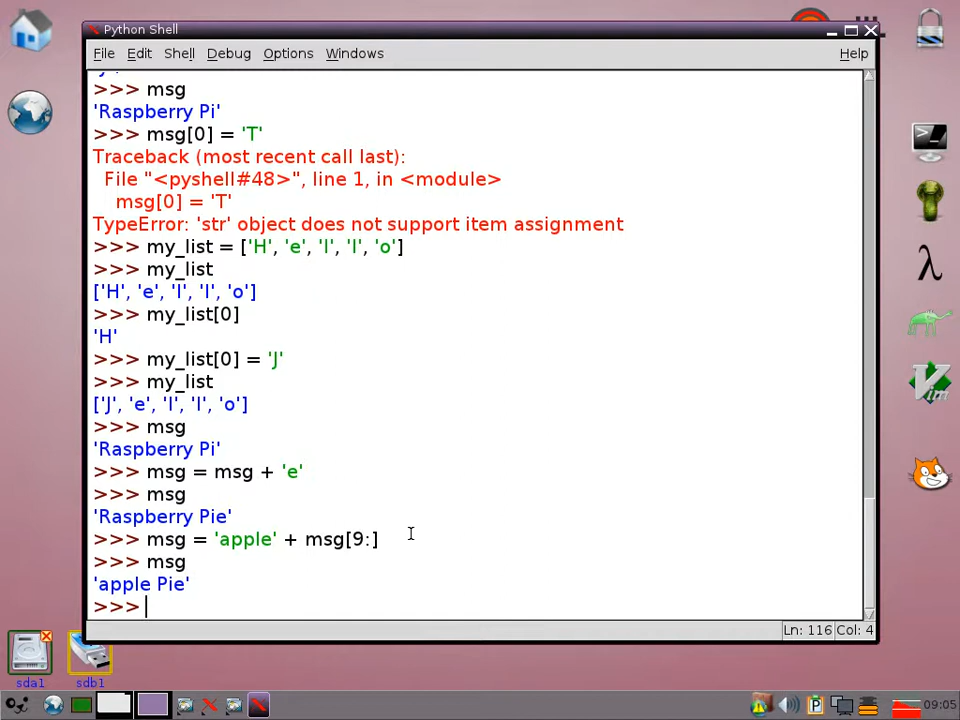 Python Shell
File Edit Shell Debug Options Windows Help
>>> msg
'Raspberry Pi'
>>> msg[0] = 'T'
Traceback (most recent call last):
  File "<pyshell#48>", line 1, in <module>
    msg[0] = 'T'
TypeError: 'str' object does not support item assignment
>>> my_list = ['H', 'e', 'l', 'l', 'o']
>>> my_list
['H', 'e', 'l', 'l', 'o']
>>> my_list[0]
'H'
>>> my_list[0] = 'J'
>>> my_list
['J', 'e', 'l', 'l', 'o']
>>> msg
'Raspberry Pi'
>>> msg = msg + 'e'
>>> msg
'Raspberry Pie'
>>> msg = 'apple' + msg[9:]
>>> msg
'apple Pie'
>>>
Ln: 116 Col: 4
>_
λ
Vim
sda1 sdb1
P
09:05